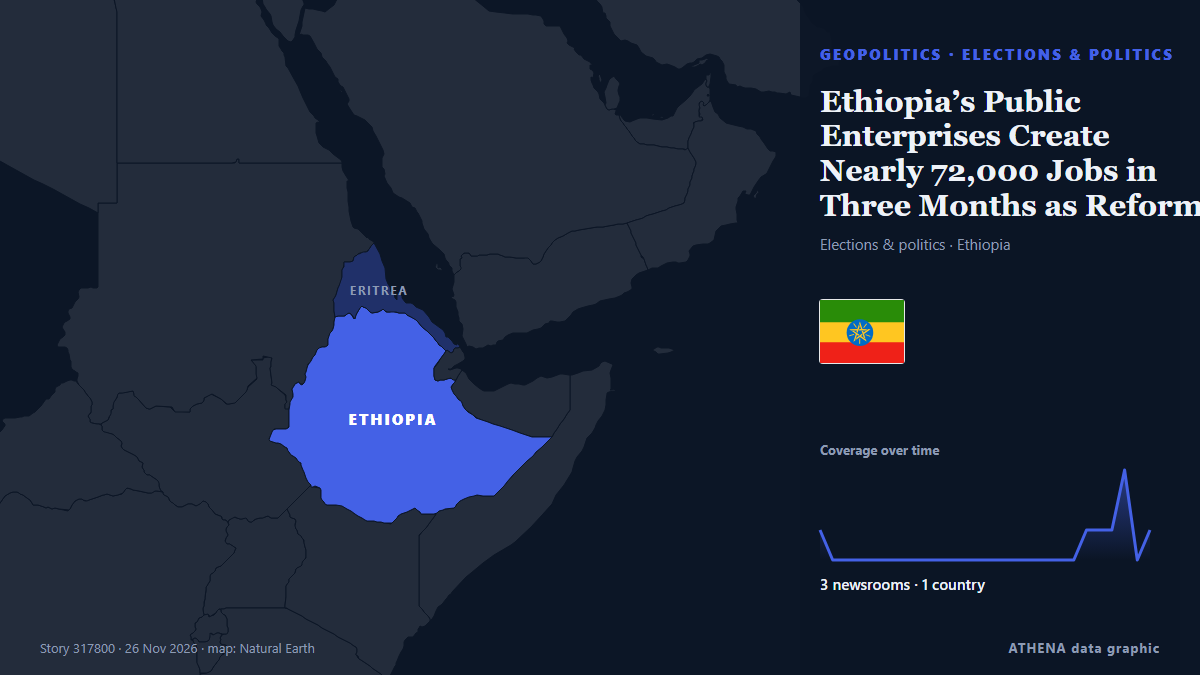 GEOPOLITICS · ELECTIONS & POLITICS
Ethiopia’s Public
Enterprises Create
Nearly 72,000 Jobs in
Three Months as Reform
Elections & politics · Ethiopia
ERITREA
ETHIOPIA
Coverage over time
3 newsrooms · 1 country
Story 317800 · 26 Nov 2026 · map: Natural Earth
ATHENA data graphic